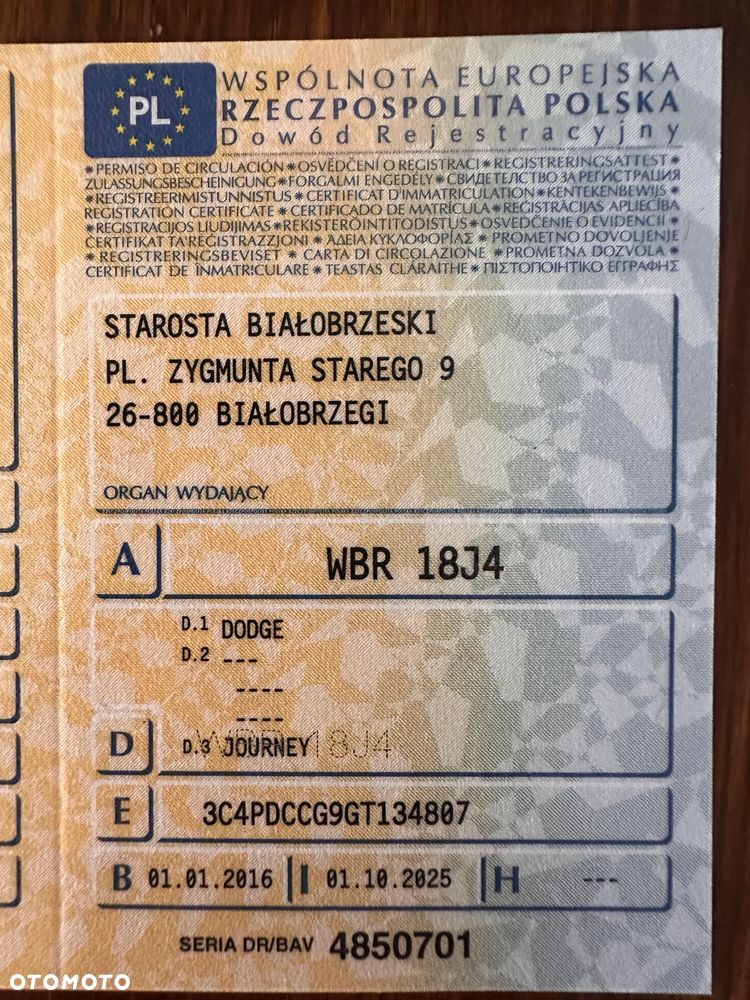 PL
WSPÓLNOTA EUROPEJSKA
RZECZPOSPOLITA POLSKA
Dowód Rejestracyjny
*PERMISO DE CIRCULACIÓN*OSVĚDČENÍ O REGISTRACI*REGISTRERINGSATTEST*
ZULASSUNGSBESCHEINIGUNG*FORGALMI ENGEDÉLY*СВИДЕТЕЛСТВО ЗА РЕГИСТРАЦИЯ
*REGISTREERIMISTUNNISTUS*CERTIFICAT D'IMMATRICULATION*KENTEKENBEWIJS*
REGISTRATION CERTIFICATE*CERTIFICADO DE MATRÍCULA*REĢISTRĀCIJAS APLIECĪBA
*REGISTRACIJOS LIUDIJIMAS*REKISTERÖINTITODISTUS*OSVEDČENIE O EVIDENCII*
ĊERTIFIKAT TA'REĠISTRAZZJONI*ΑΔΕΙΑ ΚΥΚΛΟΦΟΡΙΑΣ*PROMETNO DOVOLJENJE
*REGISTRERINGSBEVISET*CARTA DI CIRCOLAZIONE*PROMETNA DOZVOLA*
CERTIFICAT DE ÎNMATRICULARE*TEASTAS CLÁRAITHE*ΠΙΣΤΟΠΟΙΗΤΙΚΟ ΕΓΓΡΑΦΗΣ
STAROSTA BIAŁOBRZESKI
PL. ZYGMUNTA STAREGO 9
26-800 BIAŁOBRZEGI
ORGAN WYDAJĄCY
A WBR 18J4
D.1 DODGE
D.2 ---
----
----
D D.3 JOURNEY
WBR 18J4
E 3C4PDCCG9GT134807
B 01.01.2016 I 01.10.2025 H ---
SERIA DR/BAV 4850701
OTOMOTO